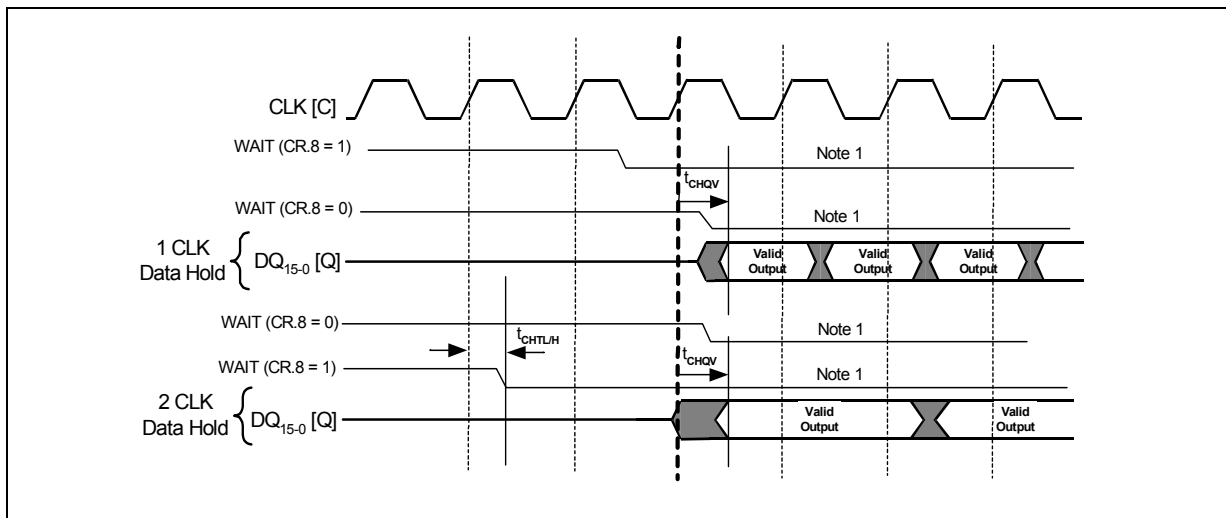 CLK [C]
WAIT (CR.8 = 1)
Note 1
tCHQV
WAIT (CR.8 = 0)
Note 1
1 CLK
Data Hold
DQ15-0 [Q]
Valid
Output
Valid
Output
Valid
Output
WAIT (CR.8 = 0)
Note 1
tCHTL/H
tCHQV
WAIT (CR.8 = 1)
Note 1
2 CLK
Data Hold
DQ15-0 [Q]
Valid
Output
Valid
Output